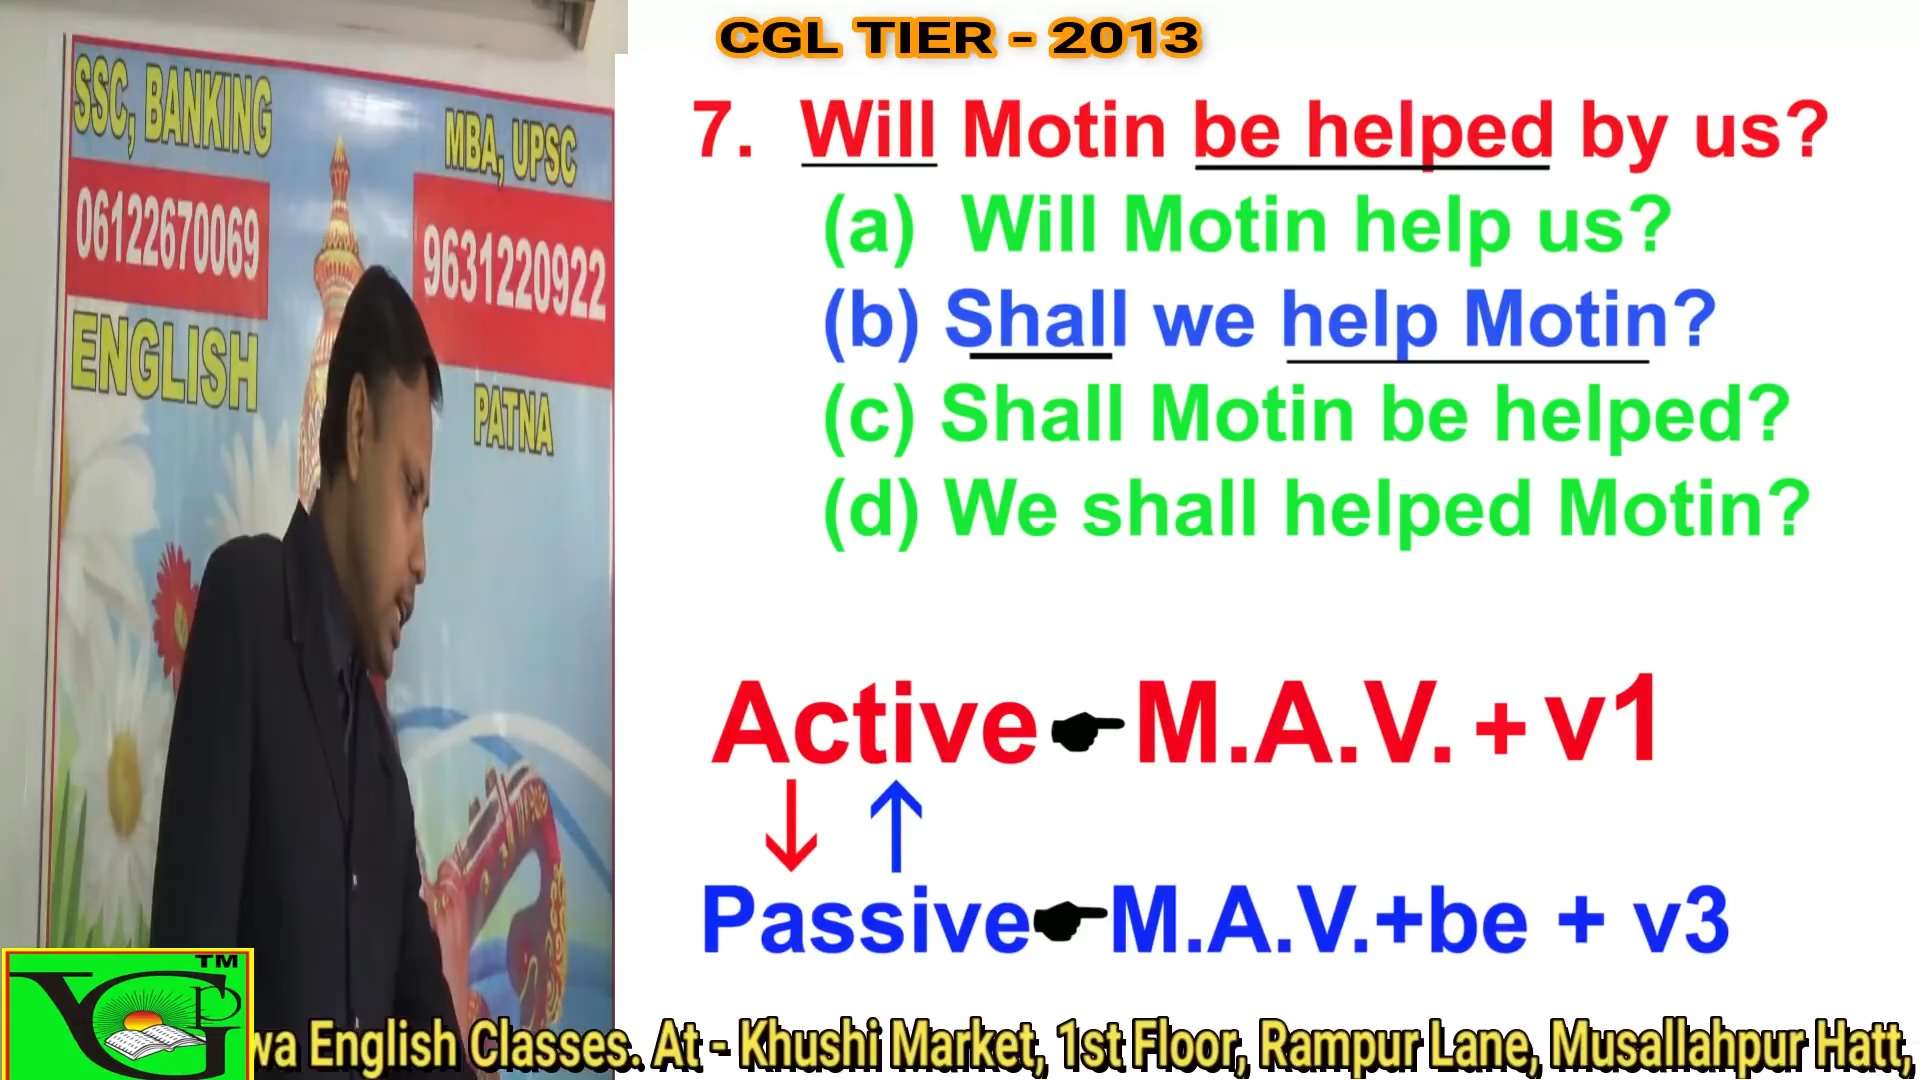 CGL TIER - 2013
SSC, BANKING
06122670069
ENGLISH
MBA, UPSC
9631220922
PATNA
7. Will Motin be helped by us?
(a) Will Motin help us?
(b) Shall we help Motin?
(c) Shall Motin be helped?
(d) We shall helped Motin?
Active M.A.V. + v1
Passive M.A.V.+be + v3
TM
English Classes. At - Khushi Market, 1st Floor, Rampur Lane, Musallahpur Hatt,